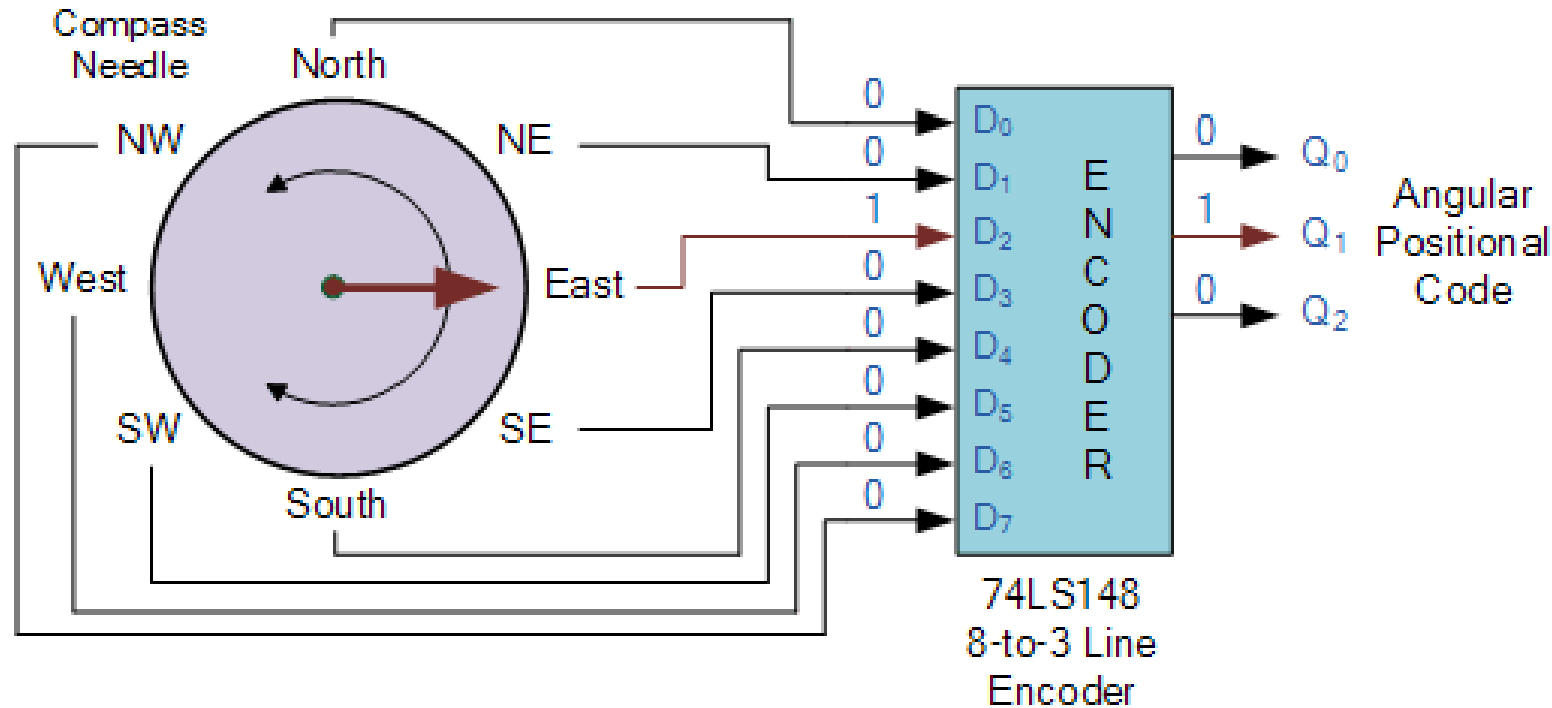 Compass
Needle
North
NW
NE
West
East
SW
SE
South
0
0
1
0
0
0
0
0
D0
D1
D2
D3
D4
D5
D6
D7
ENCODER
0
1
0
Q0
Q1
Q2
Angular
Positional
Code
74LS148
8-to-3 Line
Encoder